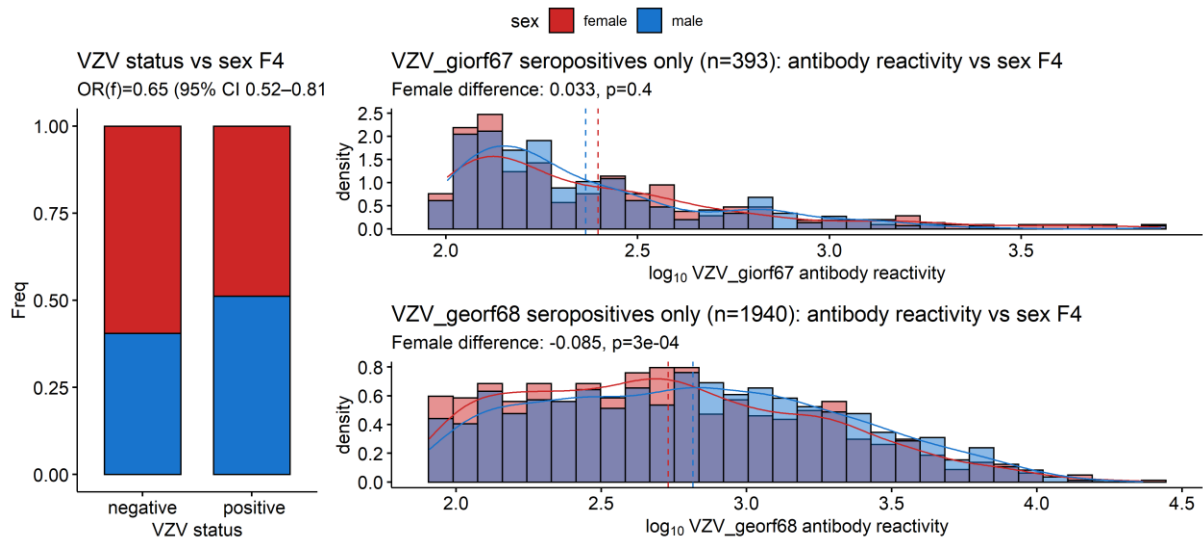 sex female male
VZV status vs sex F4
OR(f)=0.65 (95% CI 0.52–0.81
1.00
0.75
0.50
0.25
0.00
Freq
negative positive
VZV status
VZV_giorf67 seropositives only (n=393): antibody reactivity vs sex F4
Female difference: 0.033, p=0.4
2.5
2.0
1.5
1.0
0.5
0.0
density
2.0 2.5 3.0 3.5
log₁₀ VZV_giorf67 antibody reactivity
VZV_georf68 seropositives only (n=1940): antibody reactivity vs sex F4
Female difference: -0.085, p=3e-04
0.8
0.6
0.4
0.2
0.0
density
2.0 2.5 3.0 3.5 4.0 4.5
log₁₀ VZV_georf68 antibody reactivity